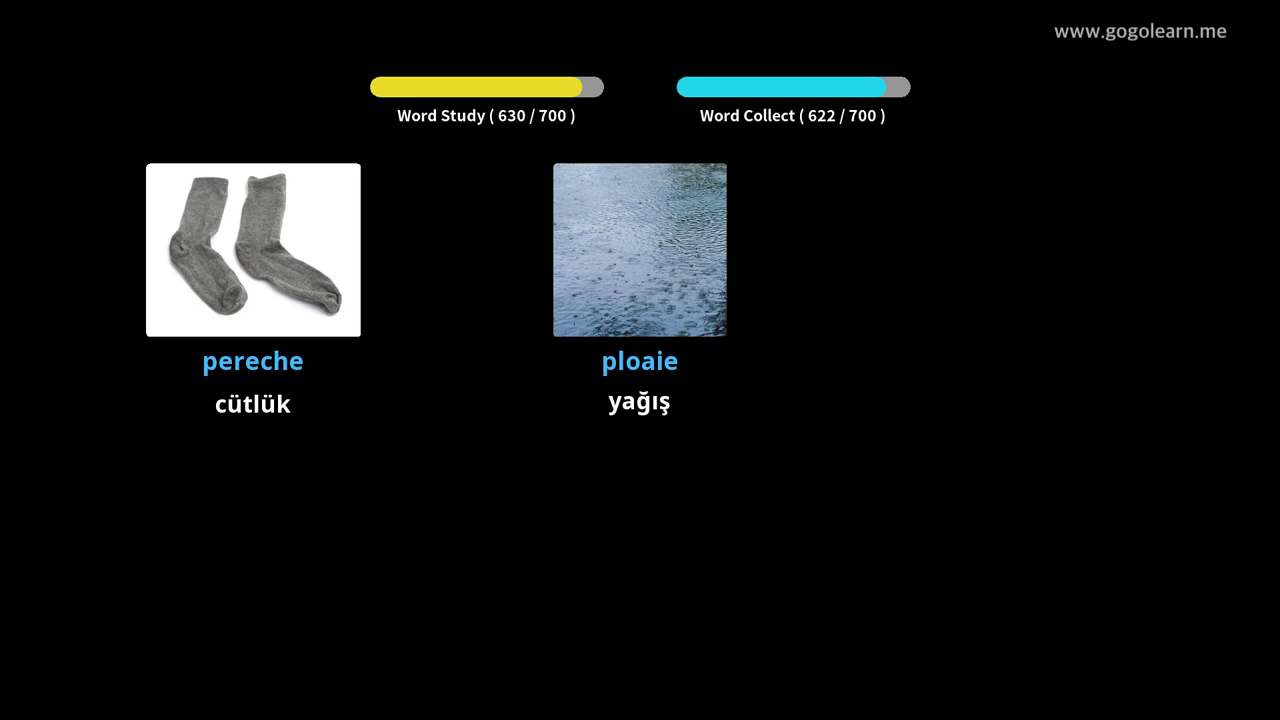 www.gogolearn.me
Word Study ( 630 / 700 )
Word Collect ( 622 / 700 )
pereche
cütlük
ploaie
yağış